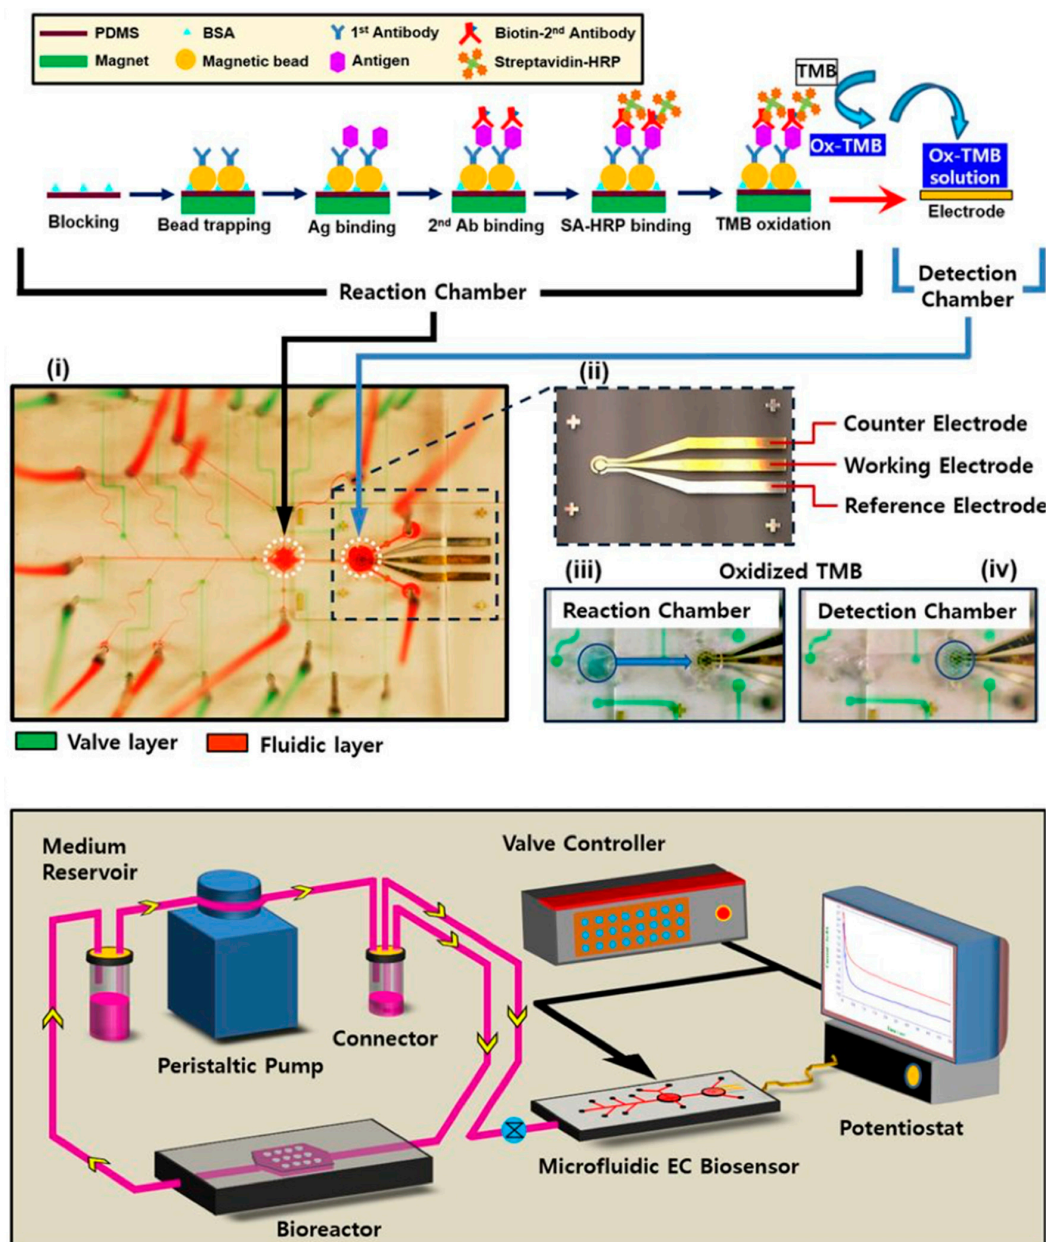 PDMS
BSA
1st Antibody
Biotin-2nd Antibody
Magnet
Magnetic bead
Antigen
Streptavidin-HRP
TMB
Ox-TMB
Ox-TMB solution
Electrode
Blocking
Bead trapping
Ag binding
2nd Ab binding
SA-HRP binding
TMB oxidation
Reaction Chamber
Detection
Chamber
(i)
(ii)
Counter Electrode
Working Electrode
Reference Electrode
(iii)
Oxidized TMB
(iv)
Reaction Chamber
Detection Chamber
Valve layer
Fluidic layer
Medium
Reservoir
Valve Controller
Connector
Peristaltic Pump
Potentiostat
Microfluidic EC Biosensor
Bioreactor